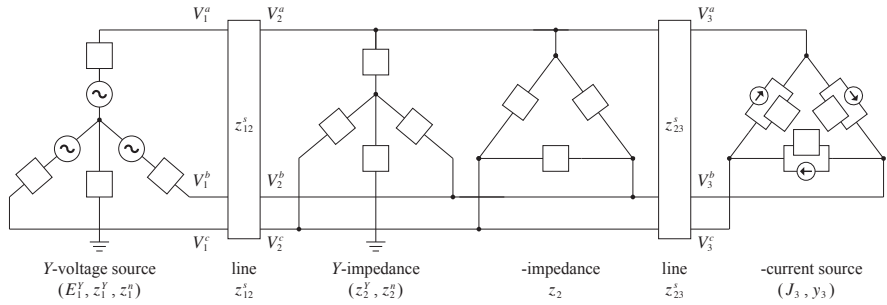 V₁ᵃ V₂ᵃ V₃ᵃ
z₁₂ˢ z₂₃ˢ
V₁ᵇ V₂ᵇ V₃ᵇ
V₁ᶜ V₂ᶜ V₃ᶜ
Y-voltage source line Y-impedance -impedance line -current source
(E₁ʸ, z₁ʸ, z₁ⁿ) z₁₂ˢ (z₂ʸ, z₂ⁿ) z₂ z₂₃ˢ (J₃, y₃)